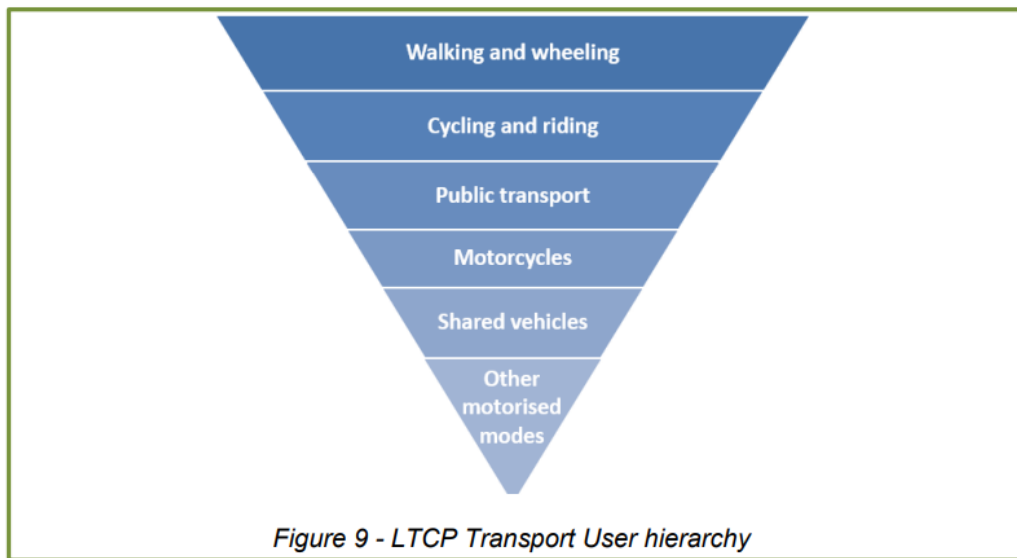 Walking and wheeling
Cycling and riding
Public transport
Motorcycles
Shared vehicles
Other
motorised
modes
Figure 9 - LTCP Transport User hierarchy